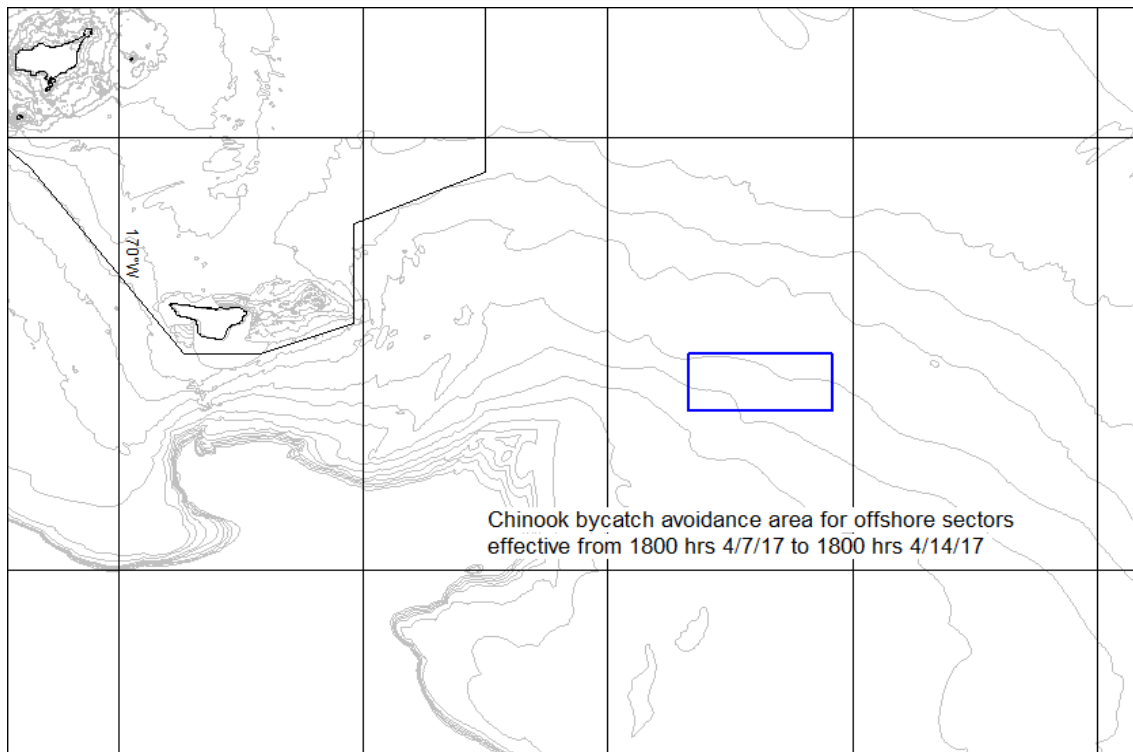 170°W
Chinook bycatch avoidance area for offshore sectors
effective from 1800 hrs 4/7/17 to 1800 hrs 4/14/17